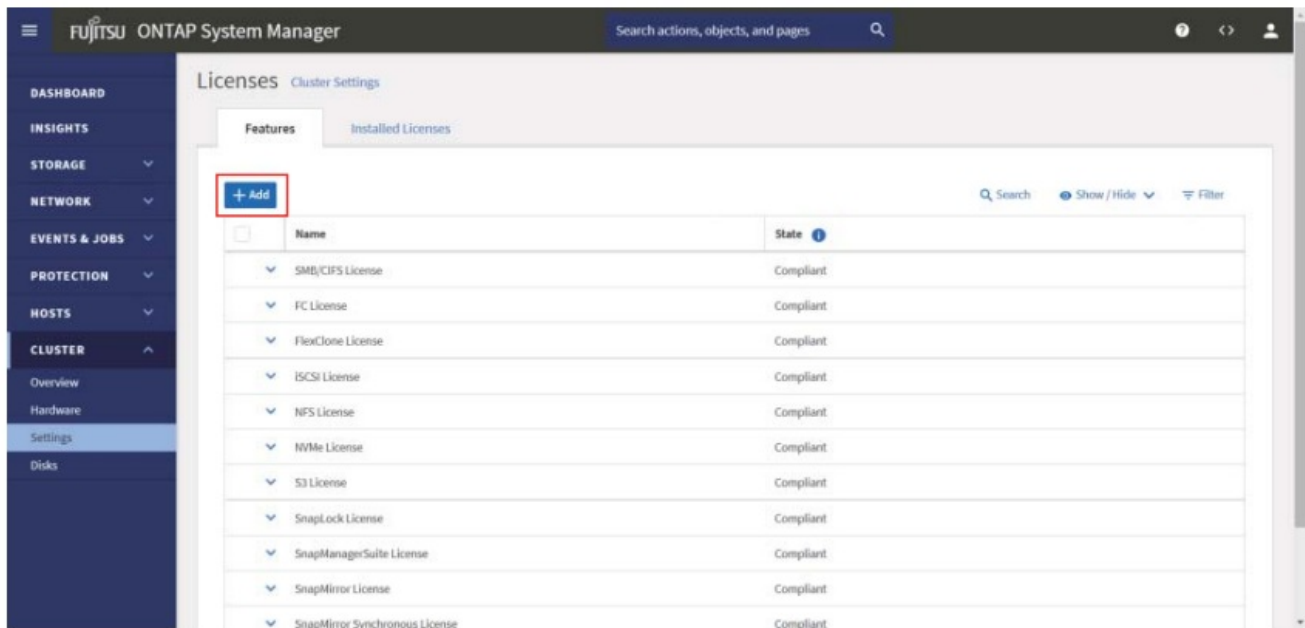 FUJITSU ONTAP System Manager
Search actions, objects, and pages
DASHBOARD
INSIGHTS
STORAGE
NETWORK
EVENTS & JOBS
PROTECTION
HOSTS
CLUSTER
Overview
Hardware
Settings
Disks
Licenses Cluster Settings
Features Installed Licenses
+ Add
Search Show / Hide Filter
Name State
SMB/CIFS License Compliant
FC License Compliant
FlexClone License Compliant
iSCSI License Compliant
NFS License Compliant
NVMe License Compliant
S3 License Compliant
SnapLock License Compliant
SnapManagerSuite License Compliant
SnapMirror License Compliant
SnapMirror Synchronous License Compliant